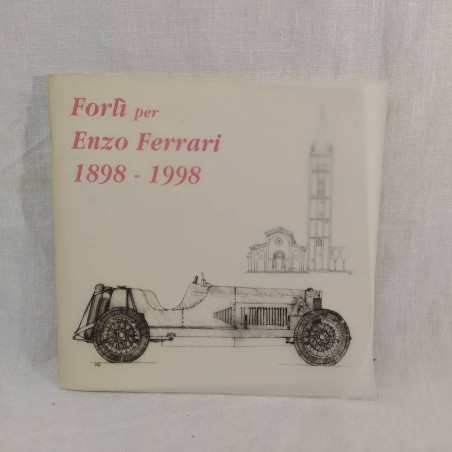 Forlì per
Enzo Ferrari
1898 - 1998